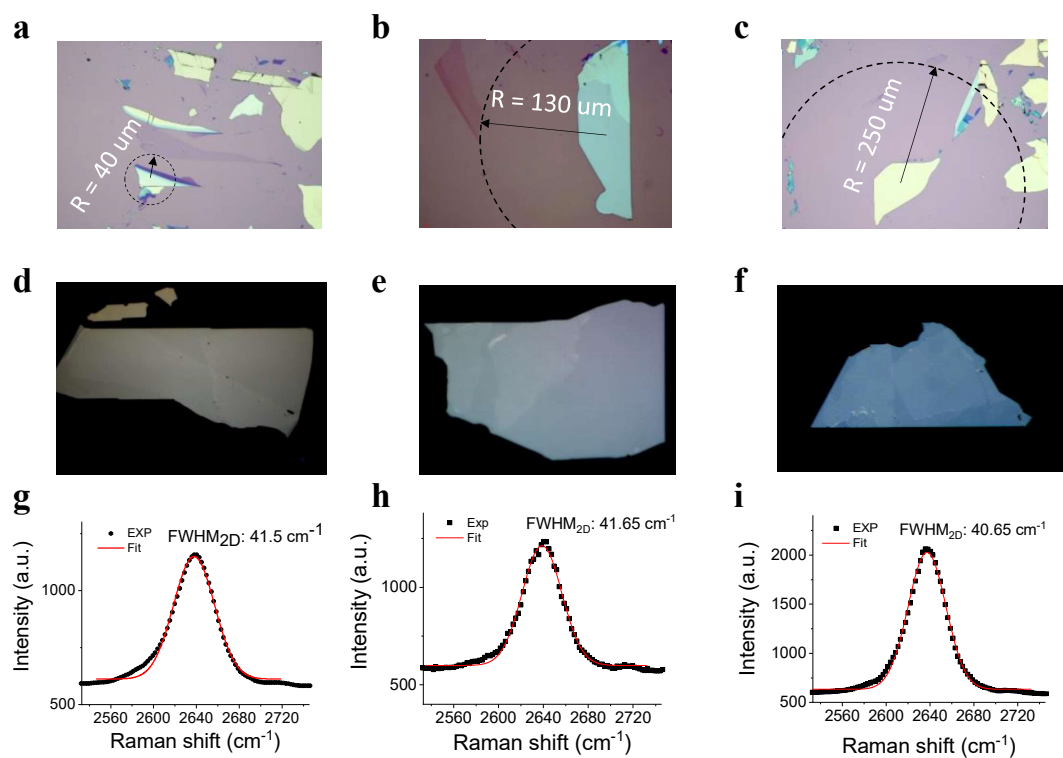 a
b
c
R = 40 um
R = 130 um
R = 250 um
d
e
f
g
h
i
EXP
Fit
FWHM2D: 41.5 cm-1
Intensity (a.u.)
1000
500
2560 2600 2640 2680 2720
Raman shift (cm-1)
Exp
Fit
FWHM2D: 41.65 cm-1
Intensity (a.u.)
1000
500
2560 2600 2640 2680 2720
Raman shift (cm-1)
EXP
Fit
FWHM2D: 40.65 cm-1
Intensity (a.u.)
2000
1500
1000
500
2560 2600 2640 2680 2720
Raman shift (cm-1)